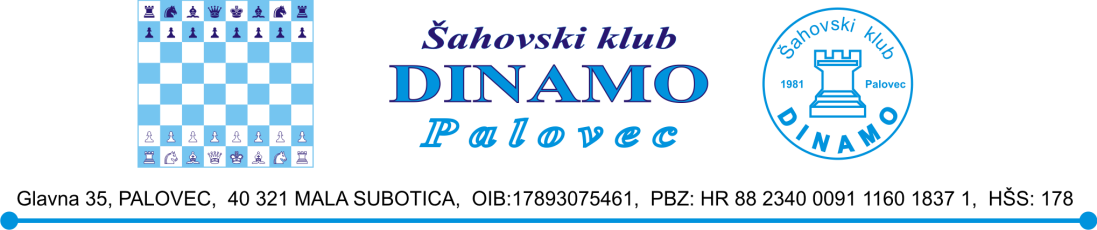 Šahovski klub
DINAMO
Palovec
Šahovski klub
1981
Palovec
DINAMO
Glavna 35, PALOVEC, 40 321 MALA SUBOTICA, OIB:17893075461, PBZ: HR 88 2340 0091 1160 1837 1, HŠS: 178